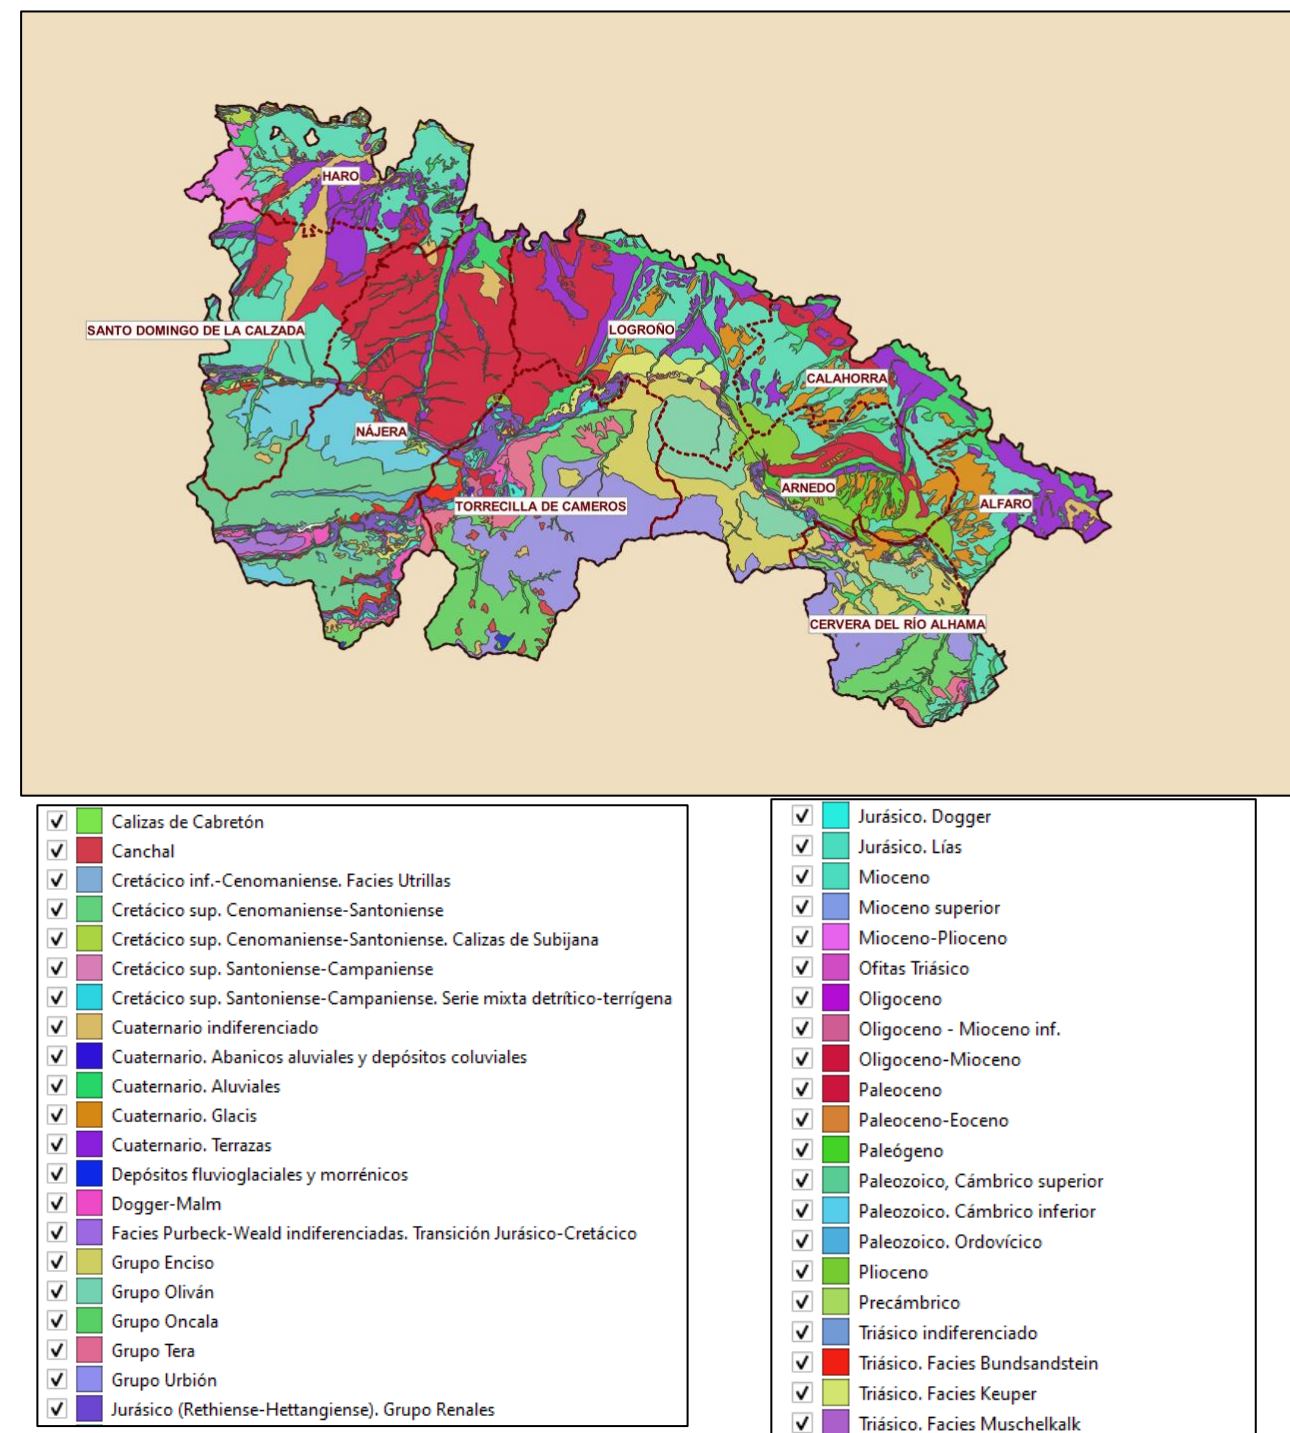 HARO
SANTO DOMINGO DE LA CALZADA
LOGROÑO
CALAHORRA
NÁJERA
ARNEDO
ALFARO
TORRECILLA DE CAMEROS
CERVERA DEL RÍO ALHAMA
Calizas de Cabretón
Canchal
Cretácico inf.-Cenomaniense. Facies Utrillas
Cretácico sup. Cenomaniense-Santoniense
Cretácico sup. Cenomaniense-Santoniense. Calizas de Subijana
Cretácico sup. Santoniense-Campaniense
Cretácico sup. Santoniense-Campaniense. Serie mixta detrítico-terrígena
Cuaternario indiferenciado
Cuaternario. Abanicos aluviales y depósitos coluviales
Cuaternario. Aluviales
Cuaternario. Glacis
Cuaternario. Terrazas
Depósitos fluvioglaciales y morrénicos
Dogger-Malm
Facies Purbeck-Weald indiferenciadas. Transición Jurásico-Cretácico
Grupo Enciso
Grupo Oliván
Grupo Oncala
Grupo Tera
Grupo Urbión
Jurásico (Rethiense-Hettangiense). Grupo Renales
Jurásico. Dogger
Jurásico. Lías
Mioceno
Mioceno superior
Mioceno-Plioceno
Ofitas Triásico
Oligoceno
Oligoceno - Mioceno inf.
Oligoceno-Mioceno
Paleoceno
Paleoceno-Eoceno
Paleógeno
Paleozoico, Cámbrico superior
Paleozoico. Cámbrico inferior
Paleozoico. Ordovícico
Plioceno
Precámbrico
Triásico indiferenciado
Triásico. Facies Bundsandstein
Triásico. Facies Keuper
Triásico. Facies Muschelkalk